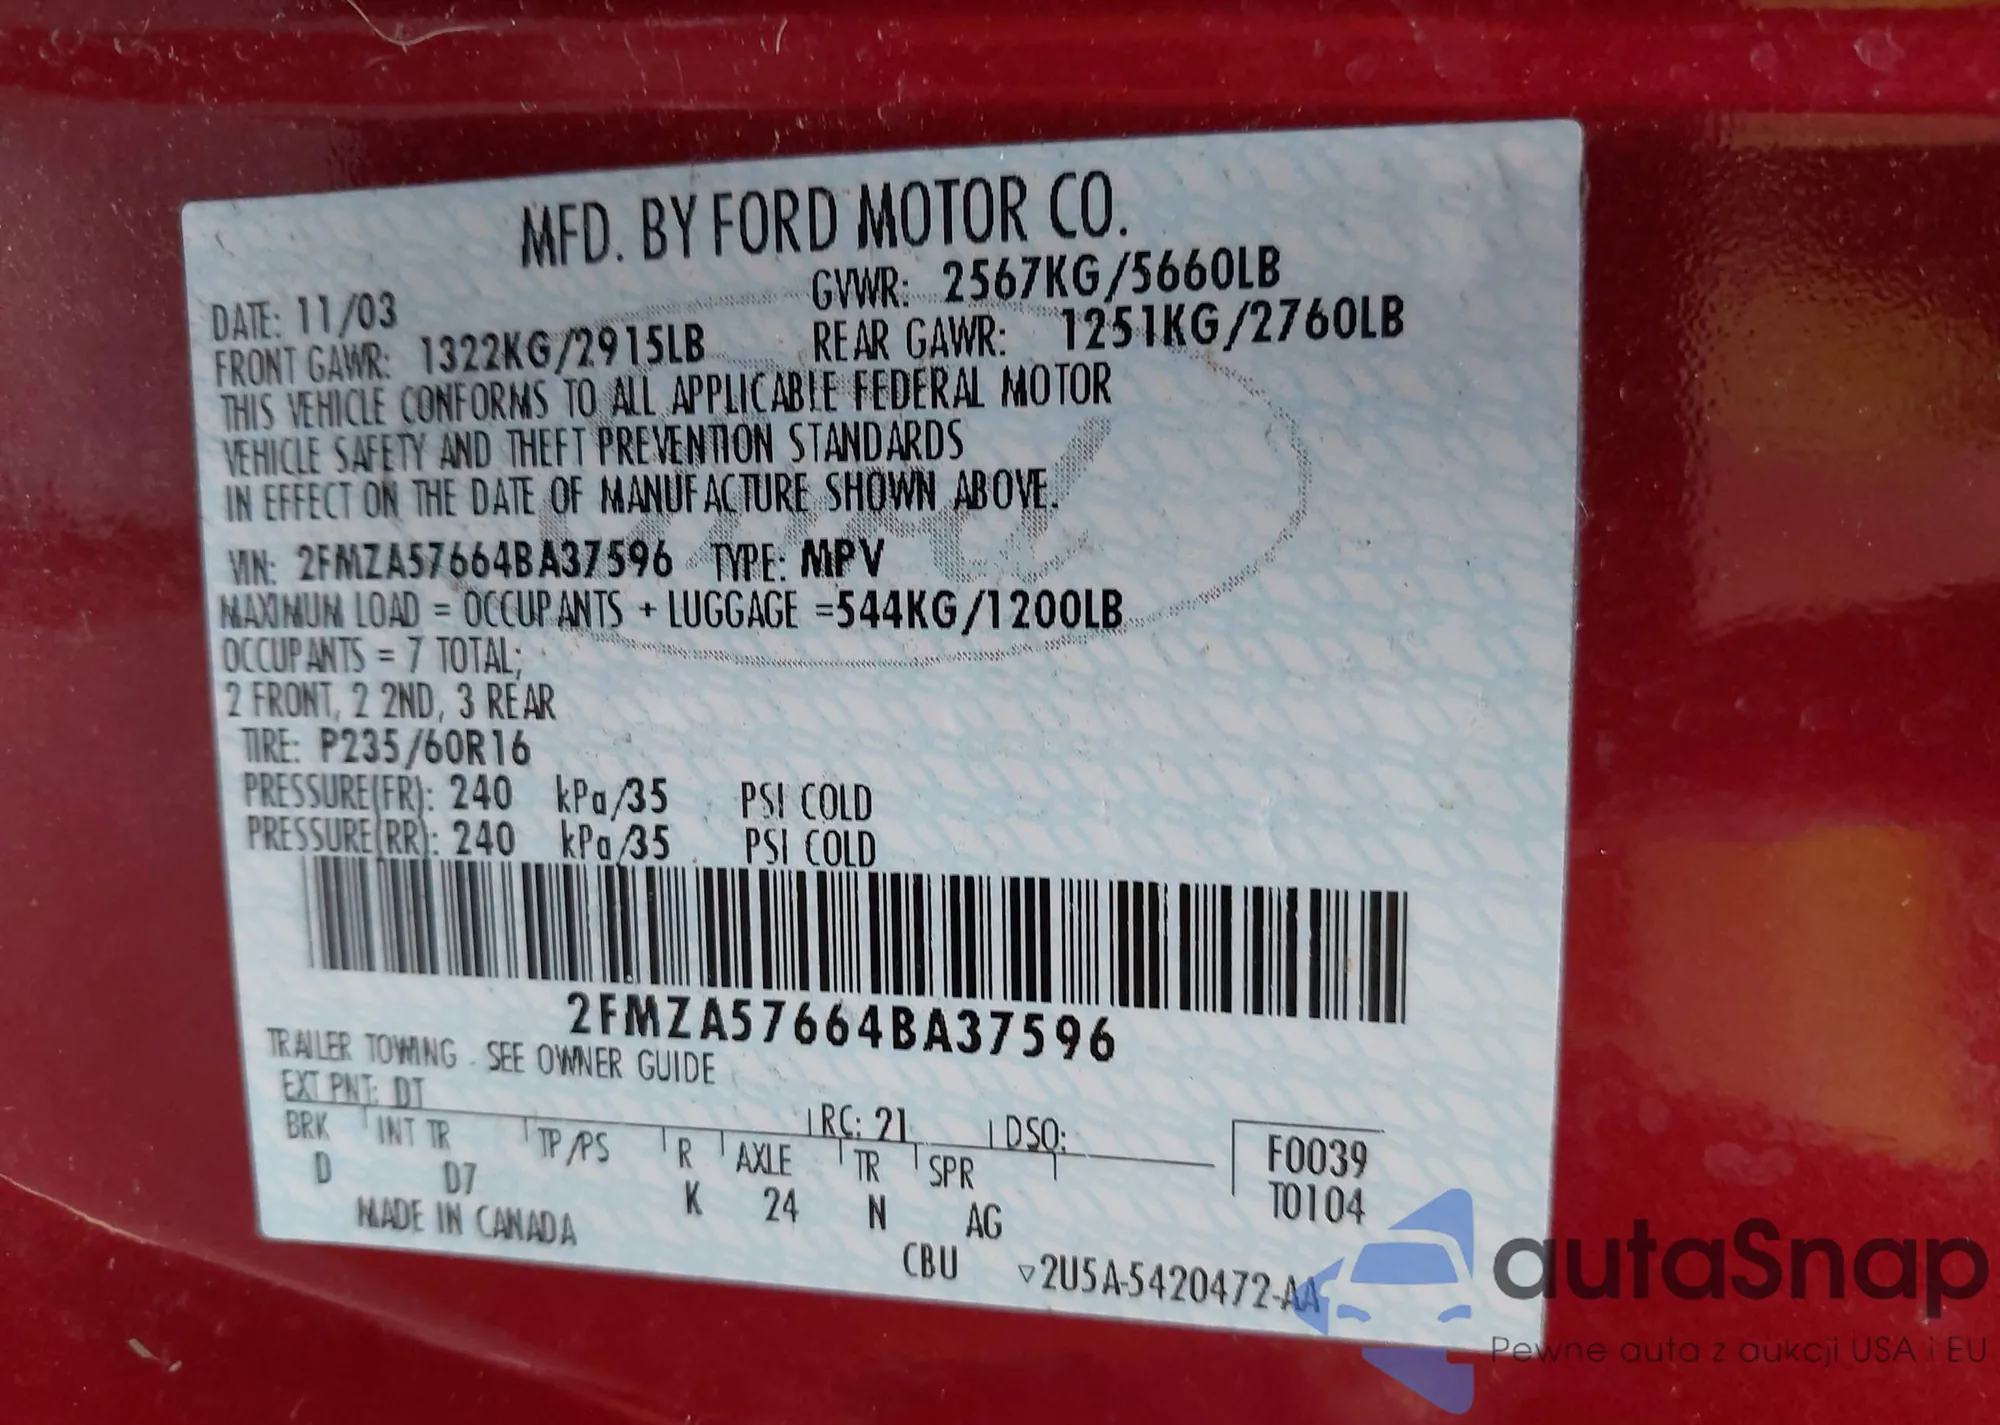 MFD. BY FORD MOTOR CO.
DATE: 11/03 GVWR: 2567KG/5660LB
FRONT GAWR: 1322KG/2915LB REAR GAWR: 1251KG/2760LB
THIS VEHICLE CONFORMS TO ALL APPLICABLE FEDERAL MOTOR
VEHICLE SAFETY AND THEFT PREVENTION STANDARDS
IN EFFECT ON THE DATE OF MANUFACTURE SHOWN ABOVE.
VIN: 2FMZA57664BA37596 TYPE: MPV
MAXIMUM LOAD = OCCUPANTS + LUGGAGE =544KG/1200LB
OCCUPANTS = 7 TOTAL;
2 FRONT, 2 2ND, 3 REAR
TIRE: P235/60R16
PRESSURE(FR): 240 kPa/35 PSI COLD
PRESSURE(RR): 240 kPa/35 PSI COLD
2FMZA57664BA37596
TRAILER TOWING - SEE OWNER GUIDE
EXT PNT: DT RC: 21 DSO:
BRK INT TR TP/PS R AXLE TR SPR
D D7 K 24 N AG
F0039
T0104
MADE IN CANADA
CBU ▽2U5A-5420472-AA
autaSnap
Pewne auta z aukcji USA i EU